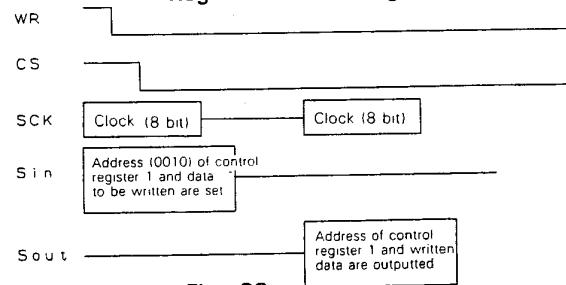 WR
CS
SCK
Clock (8 bit)
Clock (8 bit)
Sin
Address (0010) of control
register 1 and data
to be written are set
Sout
Address of control
register 1 and written
data are outputted